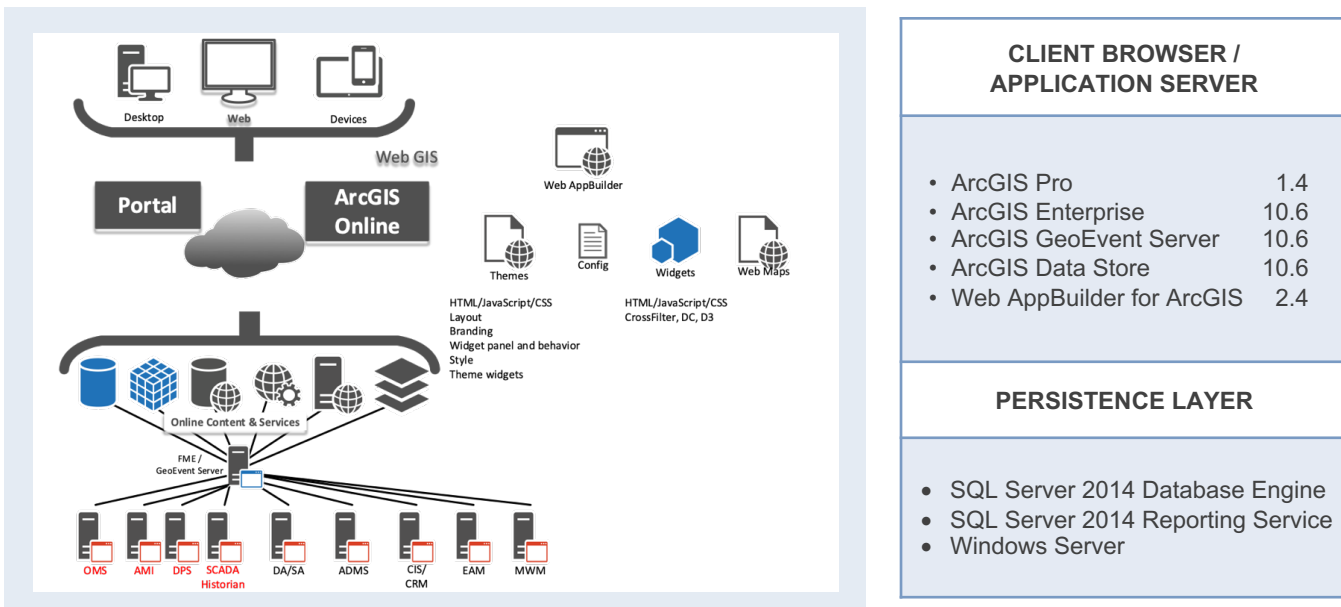 Desktop
Web
Devices
Web GIS
Portal
ArcGIS
Online
Web AppBuilder
Themes
Config
Widgets
Web Maps
HTML/JavaScript/CSS
Layout
Branding
Widget panel and behavior
Style
Theme widgets
HTML/JavaScript/CSS
CrossFilter, DC, D3
Online Content & Services
FME /
GeoEvent Server
OMS
AMI
DPS
SCADA
Historian
DA/SA
ADMS
CIS/
CRM
EAM
MWM
CLIENT BROWSER /
APPLICATION SERVER
• ArcGIS Pro 1.4
• ArcGIS Enterprise 10.6
• ArcGIS GeoEvent Server 10.6
• ArcGIS Data Store 10.6
• Web AppBuilder for ArcGIS 2.4
PERSISTENCE LAYER
• SQL Server 2014 Database Engine
• SQL Server 2014 Reporting Service
• Windows Server